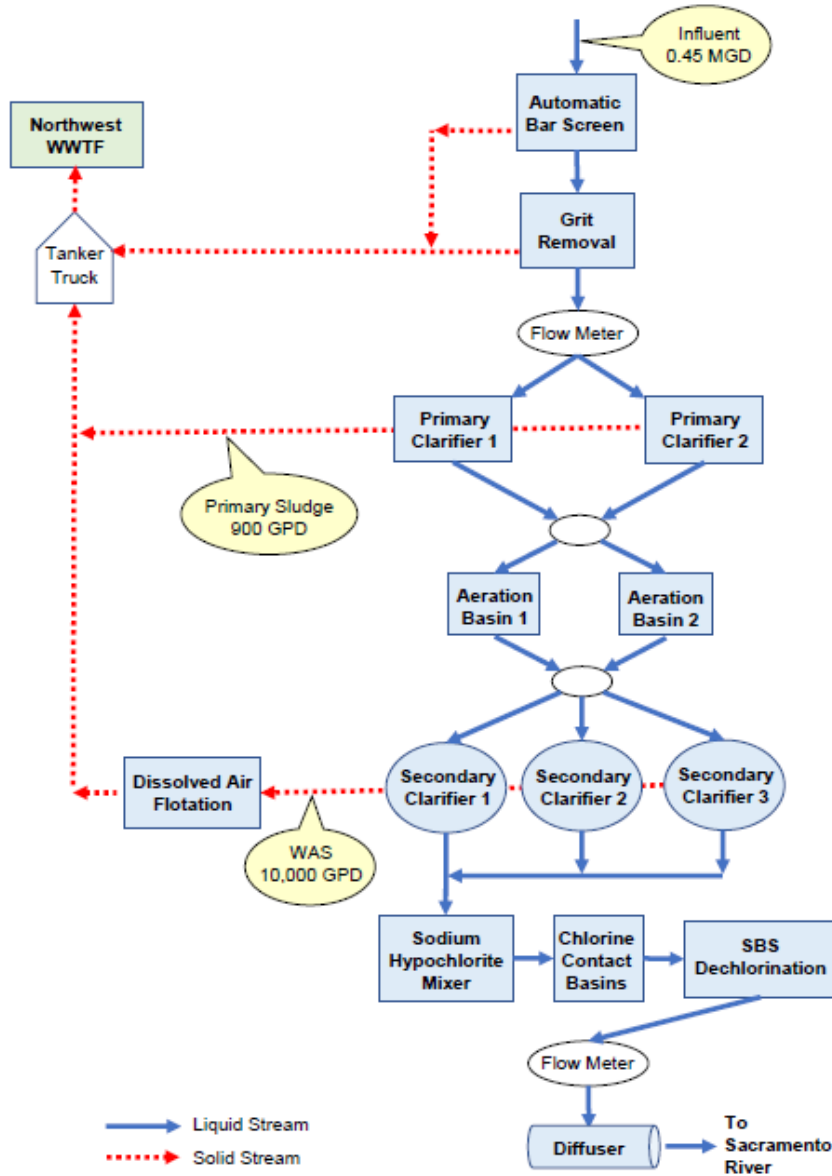 Influent
0.45 MGD
Automatic
Bar Screen
Northwest
WWTF
Grit
Removal
Tanker
Truck
Flow Meter
Primary
Clarifier 1
Primary
Clarifier 2
Primary Sludge
900 GPD
Aeration
Basin 1
Aeration
Basin 2
Dissolved Air
Flotation
Secondary
Clarifier 1
Secondary
Clarifier 2
Secondary
Clarifier 3
WAS
10,000 GPD
Sodium
Hypochlorite
Mixer
Chlorine
Contact
Basins
SBS
Dechlorination
Flow Meter
Liquid Stream
Solid Stream
Diffuser
To
Sacramento
River